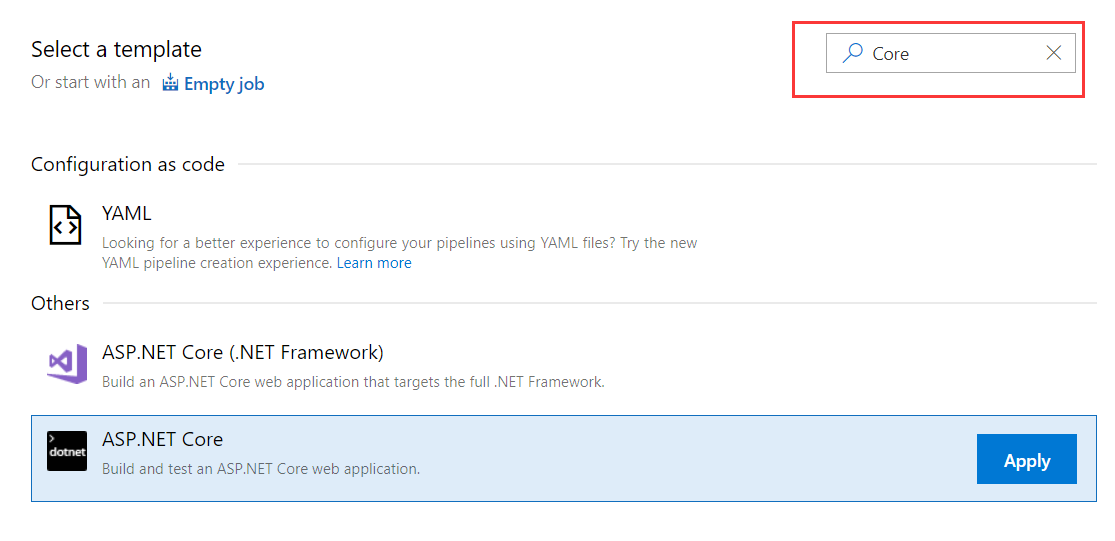 Select a template
Core
Or start with an Empty job
Configuration as code
YAML
Looking for a better experience to configure your pipelines using YAML files? Try the new
YAML pipeline creation experience. Learn more
Others
ASP.NET Core (.NET Framework)
Build an ASP.NET Core web application that targets the full .NET Framework.
dotnet
ASP.NET Core
Build and test an ASP.NET Core web application.
Apply